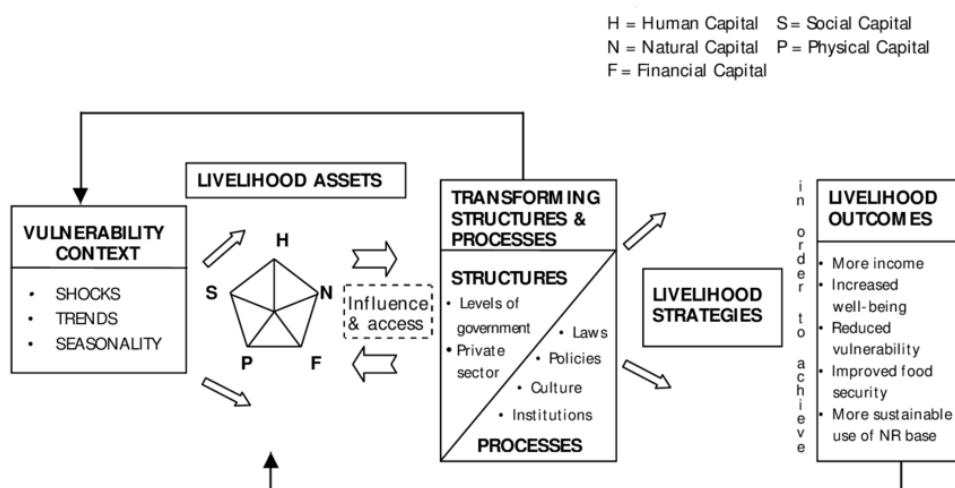 H = Human Capital S = Social Capital
N = Natural Capital P = Physical Capital
F = Financial Capital
LIVELIHOOD ASSETS
VULNERABILITY
CONTEXT
• SHOCKS
• TRENDS
• SEASONALITY
H
S
N
P
F
Influence
& access
TRANSFORMING
STRUCTURES &
PROCESSES
STRUCTURES
• Levels of
government
• Private
sector
• Laws
• Policies
• Culture
• Institutions
PROCESSES
LIVELIHOOD
STRATEGIES
in order to achieve
LIVELIHOOD
OUTCOMES
• More income
• Increased
well-being
• Reduced
vulnerability
• Improved food
security
• More sustainable
use of NR base